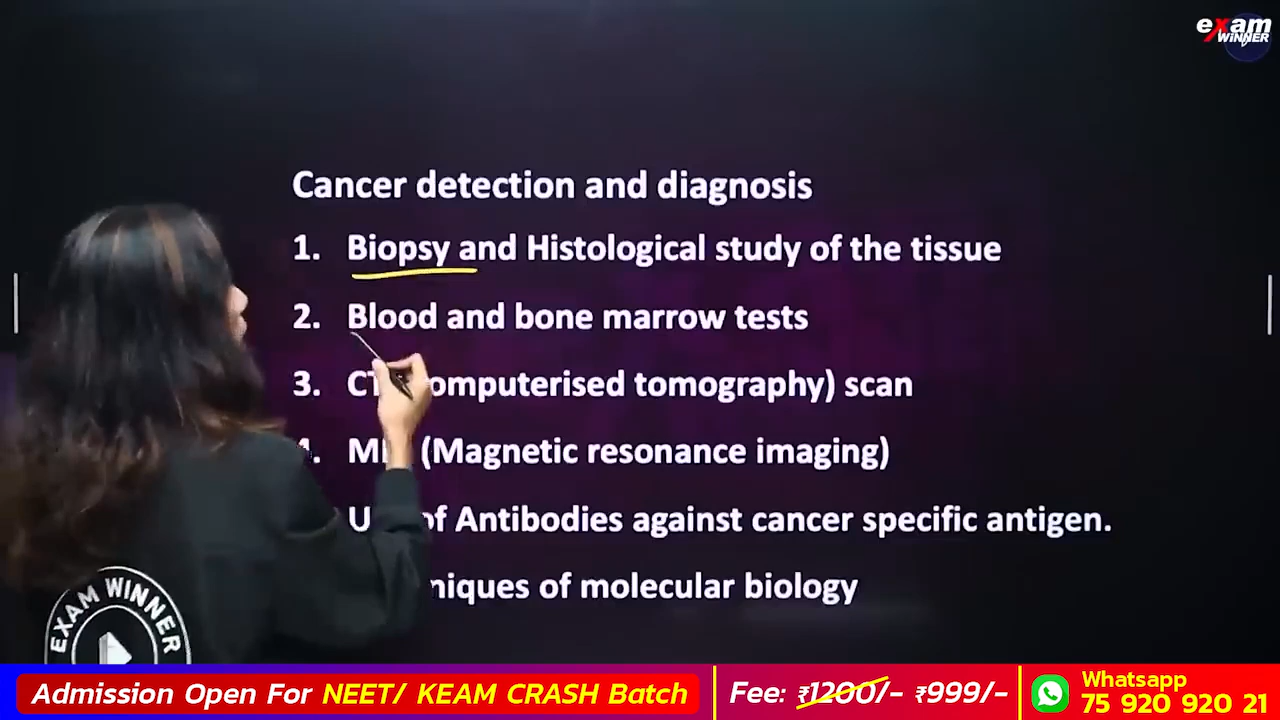 exam
WINNER
Cancer detection and diagnosis
1. Biopsy and Histological study of the tissue
2. Blood and bone marrow tests
3. omputerised tomography) scan
4. (Magnetic resonance imaging)
of Antibodies against cancer specific antigen.
niques of molecular biology
EXAM WINNER
Admission Open For NEET/ KEAM CRASH Batch
Fee: ₹1200/- ₹999/-
Whatsapp
75 920 920 21